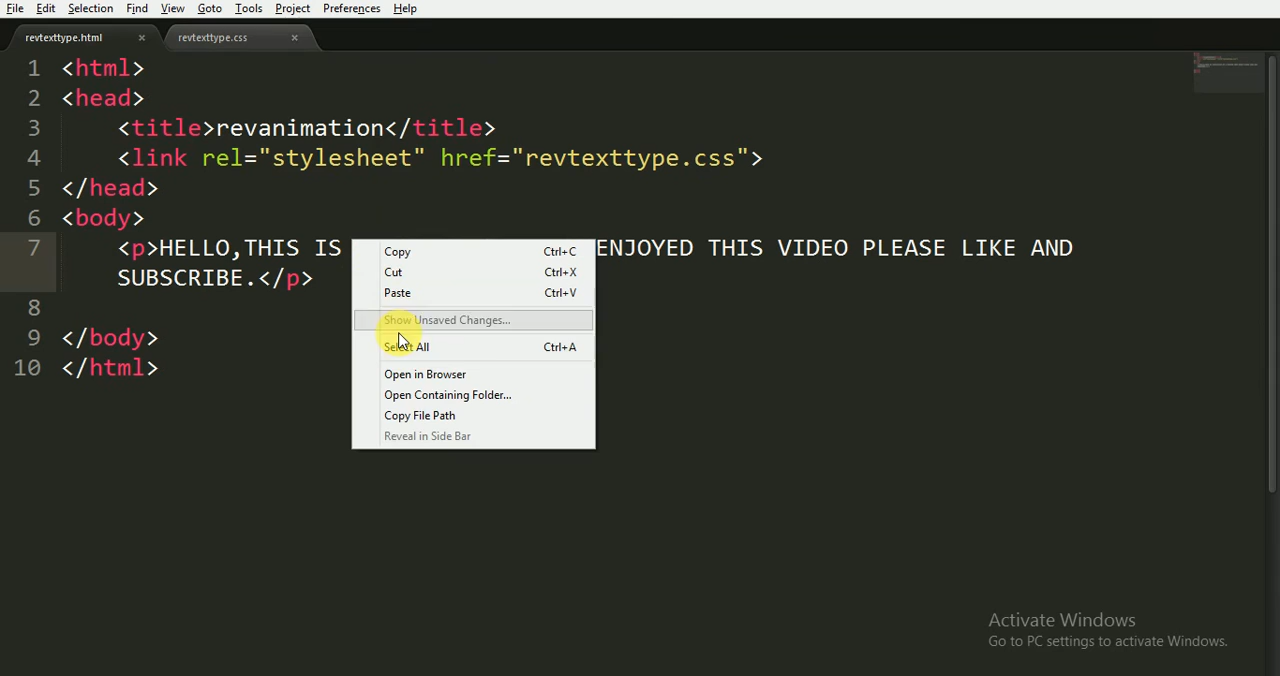 File Edit Selection Find View Goto Tools Project Preferences Help
revtexttype.html × revtexttype.css ×
1 <html>
2 <head>
3 <title>revanimation</title>
4 <link rel="stylesheet" href="revtexttype.css">
5 </head>
6 <body>
7 <p>HELLO,THIS IS ENJOYED THIS VIDEO PLEASE LIKE AND
SUBSCRIBE.</p>
8
9 </body>
10 </html>
Copy Ctrl+C
Cut Ctrl+X
Paste Ctrl+V
Show Unsaved Changes...
Select All Ctrl+A
Open in Browser
Open Containing Folder...
Copy File Path
Reveal in Side Bar
Activate Windows
Go to PC settings to activate Windows.